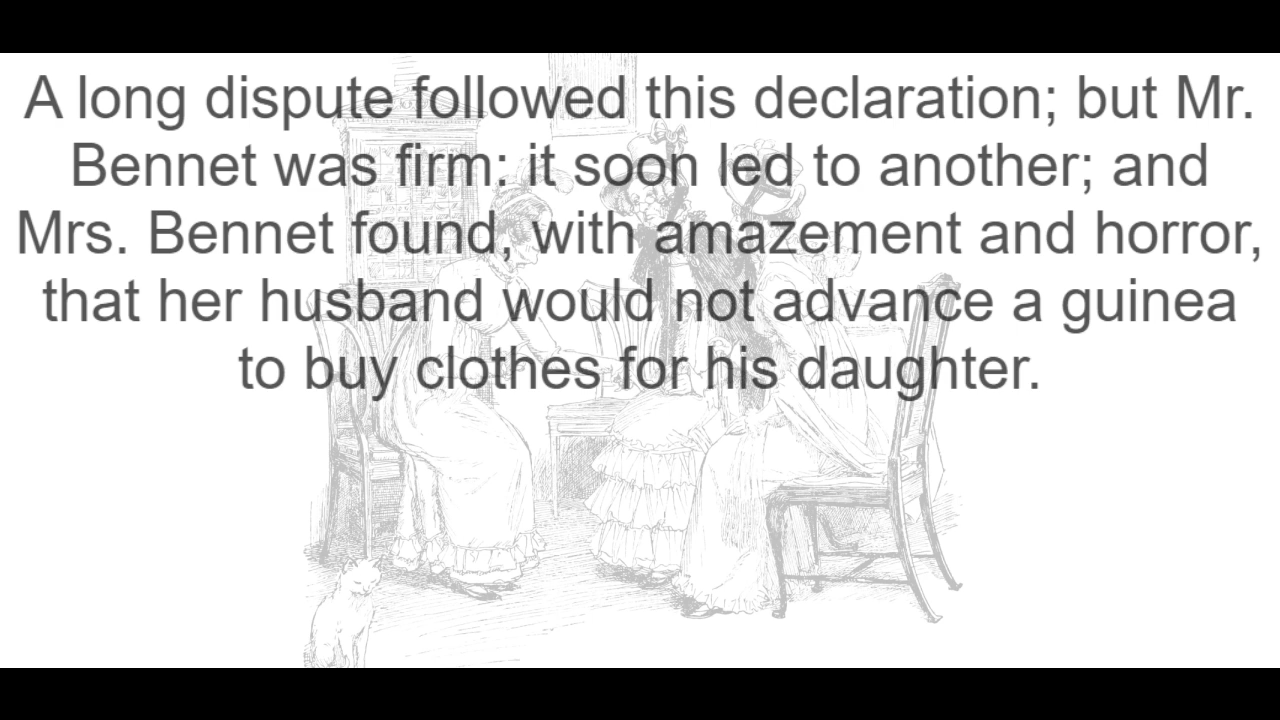 A long dispute followed this declaration; but Mr.
Bennet was firm: it soon led to another; and
Mrs. Bennet found, with amazement and horror,
that her husband would not advance a guinea
to buy clothes for his daughter.